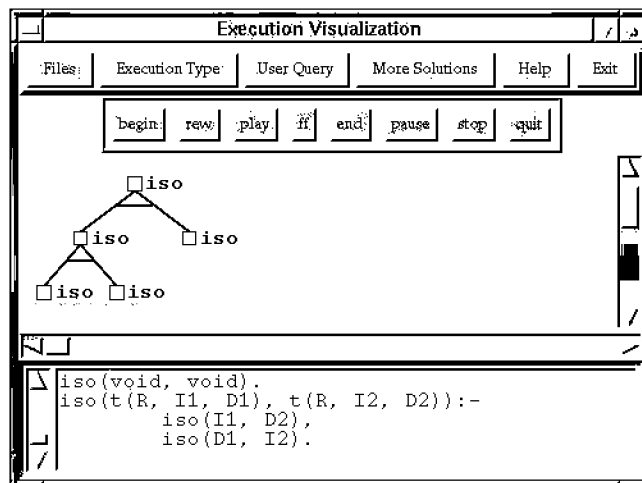 Execution Visualization
Files Execution Type User Query More Solutions Help Exit
begin rew play ff end pause stop quit
iso
iso iso
iso iso
iso(void, void).
iso(t(R, I1, D1), t(R, I2, D2)):-
iso(I1, D2),
iso(D1, I2).